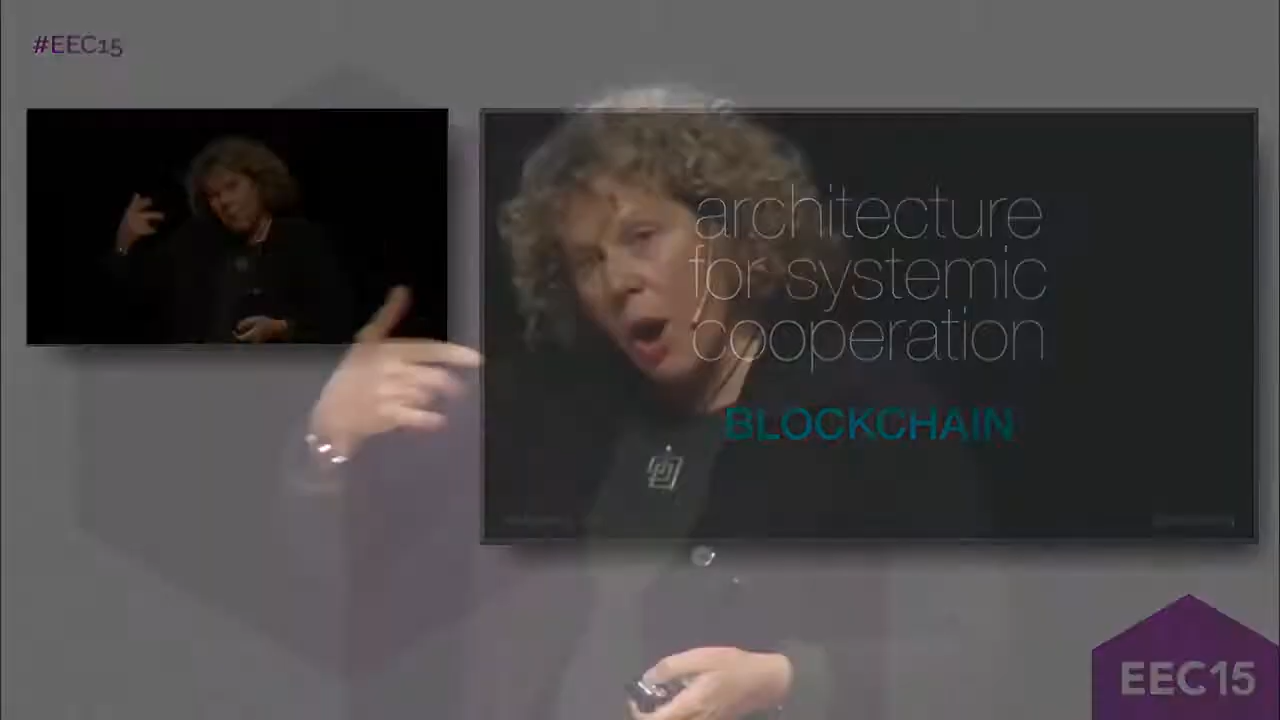 #EEC15
architecture
for systemic
cooperation
BLOCKCHAIN
EEC15